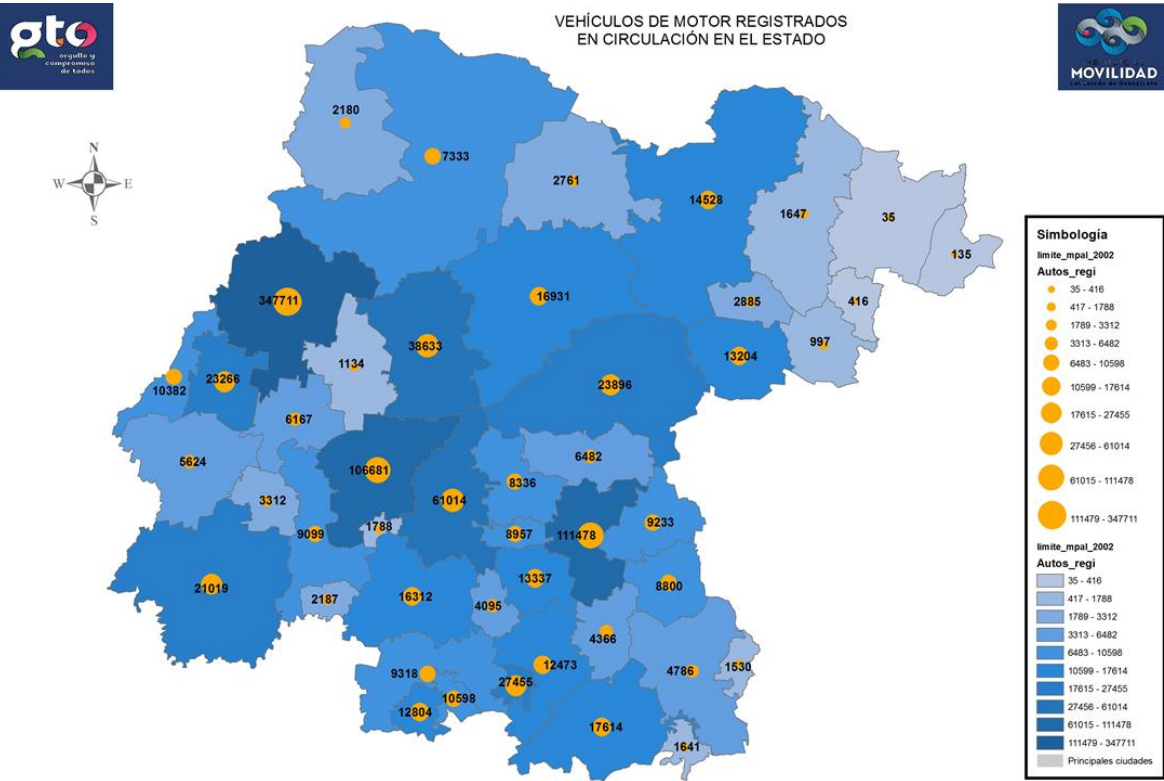 gto
orgullo y
compromiso
de todos
VEHÍCULOS DE MOTOR REGISTRADOS
EN CIRCULACIÓN EN EL ESTADO
MOVILIDAD
N
W E
S
2180
7333
2761
14528
1647
35
135
347711
16931
2885
416
38633
13204
997
1134
10382
23266
23896
6167
5624
106681
6482
8336
3312
61014
9099
1788
8957
111478
9233
21019
13337
8800
2187
16312
4095
4366
9318
12473
4786
1530
27455
10598
12804
17614
1641
Simbología
limite_mpal_2002
Autos_regi
35 - 416
417 - 1788
1789 - 3312
3313 - 6482
6483 - 10598
10599 - 17614
17615 - 27455
27456 - 61014
61015 - 111478
111479 - 347711
limite_mpal_2002
Autos_regi
35 - 416
417 - 1788
1789 - 3312
3313 - 6482
6483 - 10598
10599 - 17614
17615 - 27455
27456 - 61014
61015 - 111478
111479 - 347711
Principales ciudades